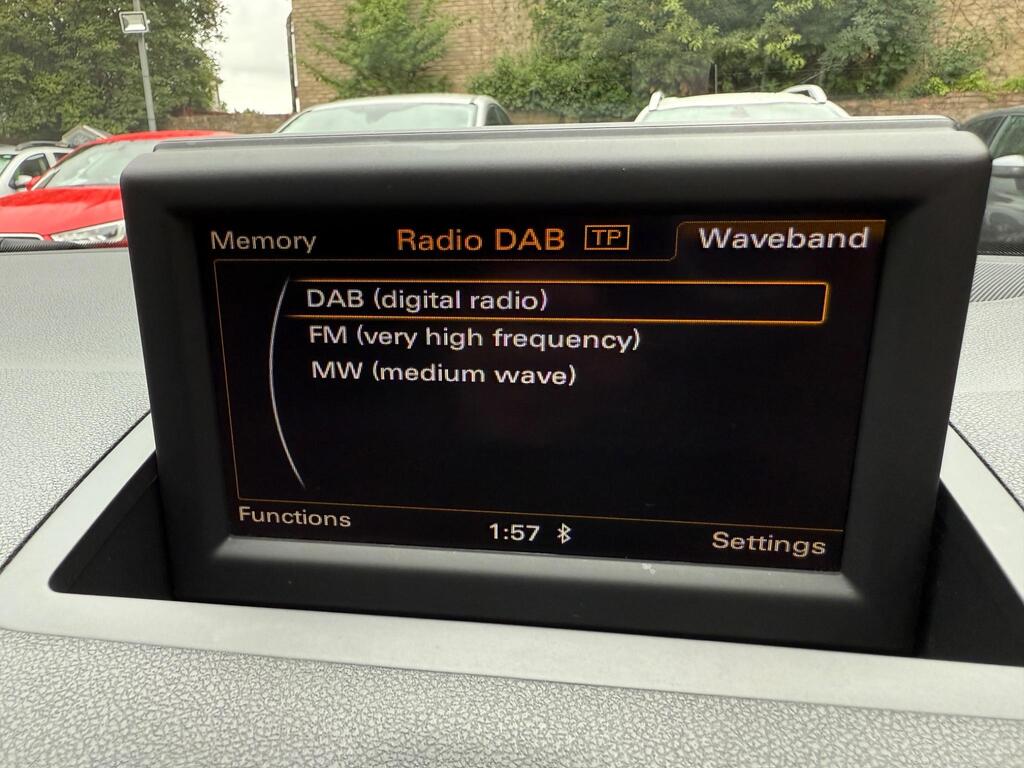 Memory
Radio DAB TP
Waveband
DAB (digital radio)
FM (very high frequency)
MW (medium wave)
Functions
1:57
Settings